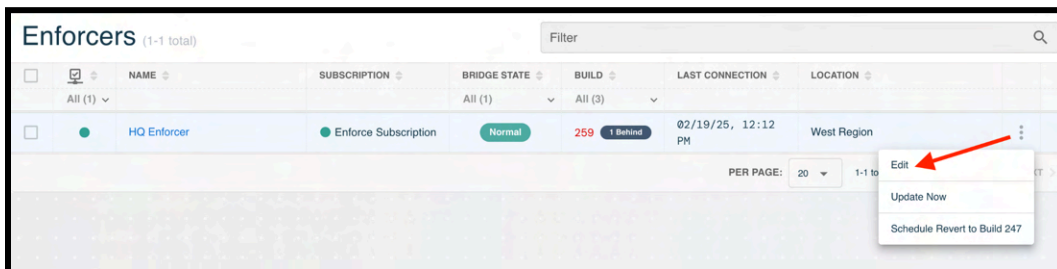 Enforcers (1-1 total)
Filter
NAME SUBSCRIPTION BRIDGE STATE BUILD LAST CONNECTION LOCATION
All (1) All (1) All (3)
HQ Enforcer Enforce Subscription Normal 259 1 Behind 02/19/25, 12:12 PM West Region
PER PAGE: 20 1-1
Edit
Update Now
Schedule Revert to Build 247